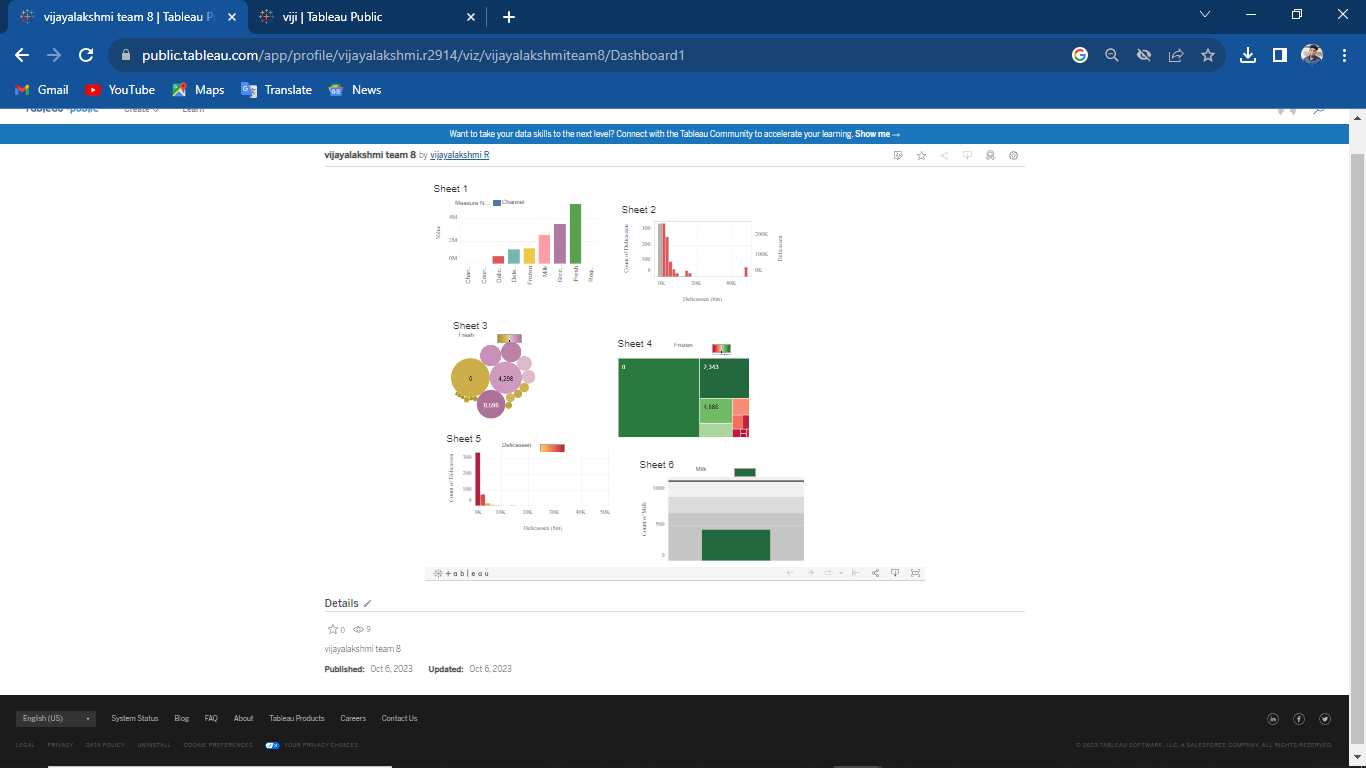 vijayalakshmi team 8 | Tableau P
viji | Tableau Public
public.tableau.com/app/profile/vijayalakshmi.r2914/viz/vijayalakshmiteam8/Dashboard1
Gmail YouTube Maps Translate News
Want to take your data skills to the next level? Connect with the Tableau Community to accelerate your learning. Show me →
vijayalakshmi team 8 by vijayalakshmi R
Sheet 1
Measure N... Channel
Value
4M
2M
0M
Chan.. Coun.. Delic.. Dete.. Frozen Milk Groc.. Fresh Regi..
Sheet 2
Count of Delicassen
300
200
100
0
200K
100K
0K
Delicassen
0K 20K 40K
Delicassen (bin)
Sheet 3
Fresh
0
4,298
8,596
Sheet 4
Frozen
0
2,343
4,686
Sheet 5
Delicassen
Count of Delicassen
300
200
100
0
0K 10K 20K 30K 40K 50K
Delicassen (bin)
Sheet 6
Milk
Count of Milk
1000
500
0
+ a b l e a u
Details
0 9
vijayalakshmi team 8
Published: Oct 6, 2023 Updated: Oct 6, 2023
English (US) System Status Blog FAQ About Tableau Products Careers Contact Us
LEGAL PRIVACY DATA POLICY UNINSTALL COOKIE PREFERENCES YOUR PRIVACY CHOICES
© 2023 TABLEAU SOFTWARE, LLC, A SALESFORCE COMPANY. ALL RIGHTS RESERVED